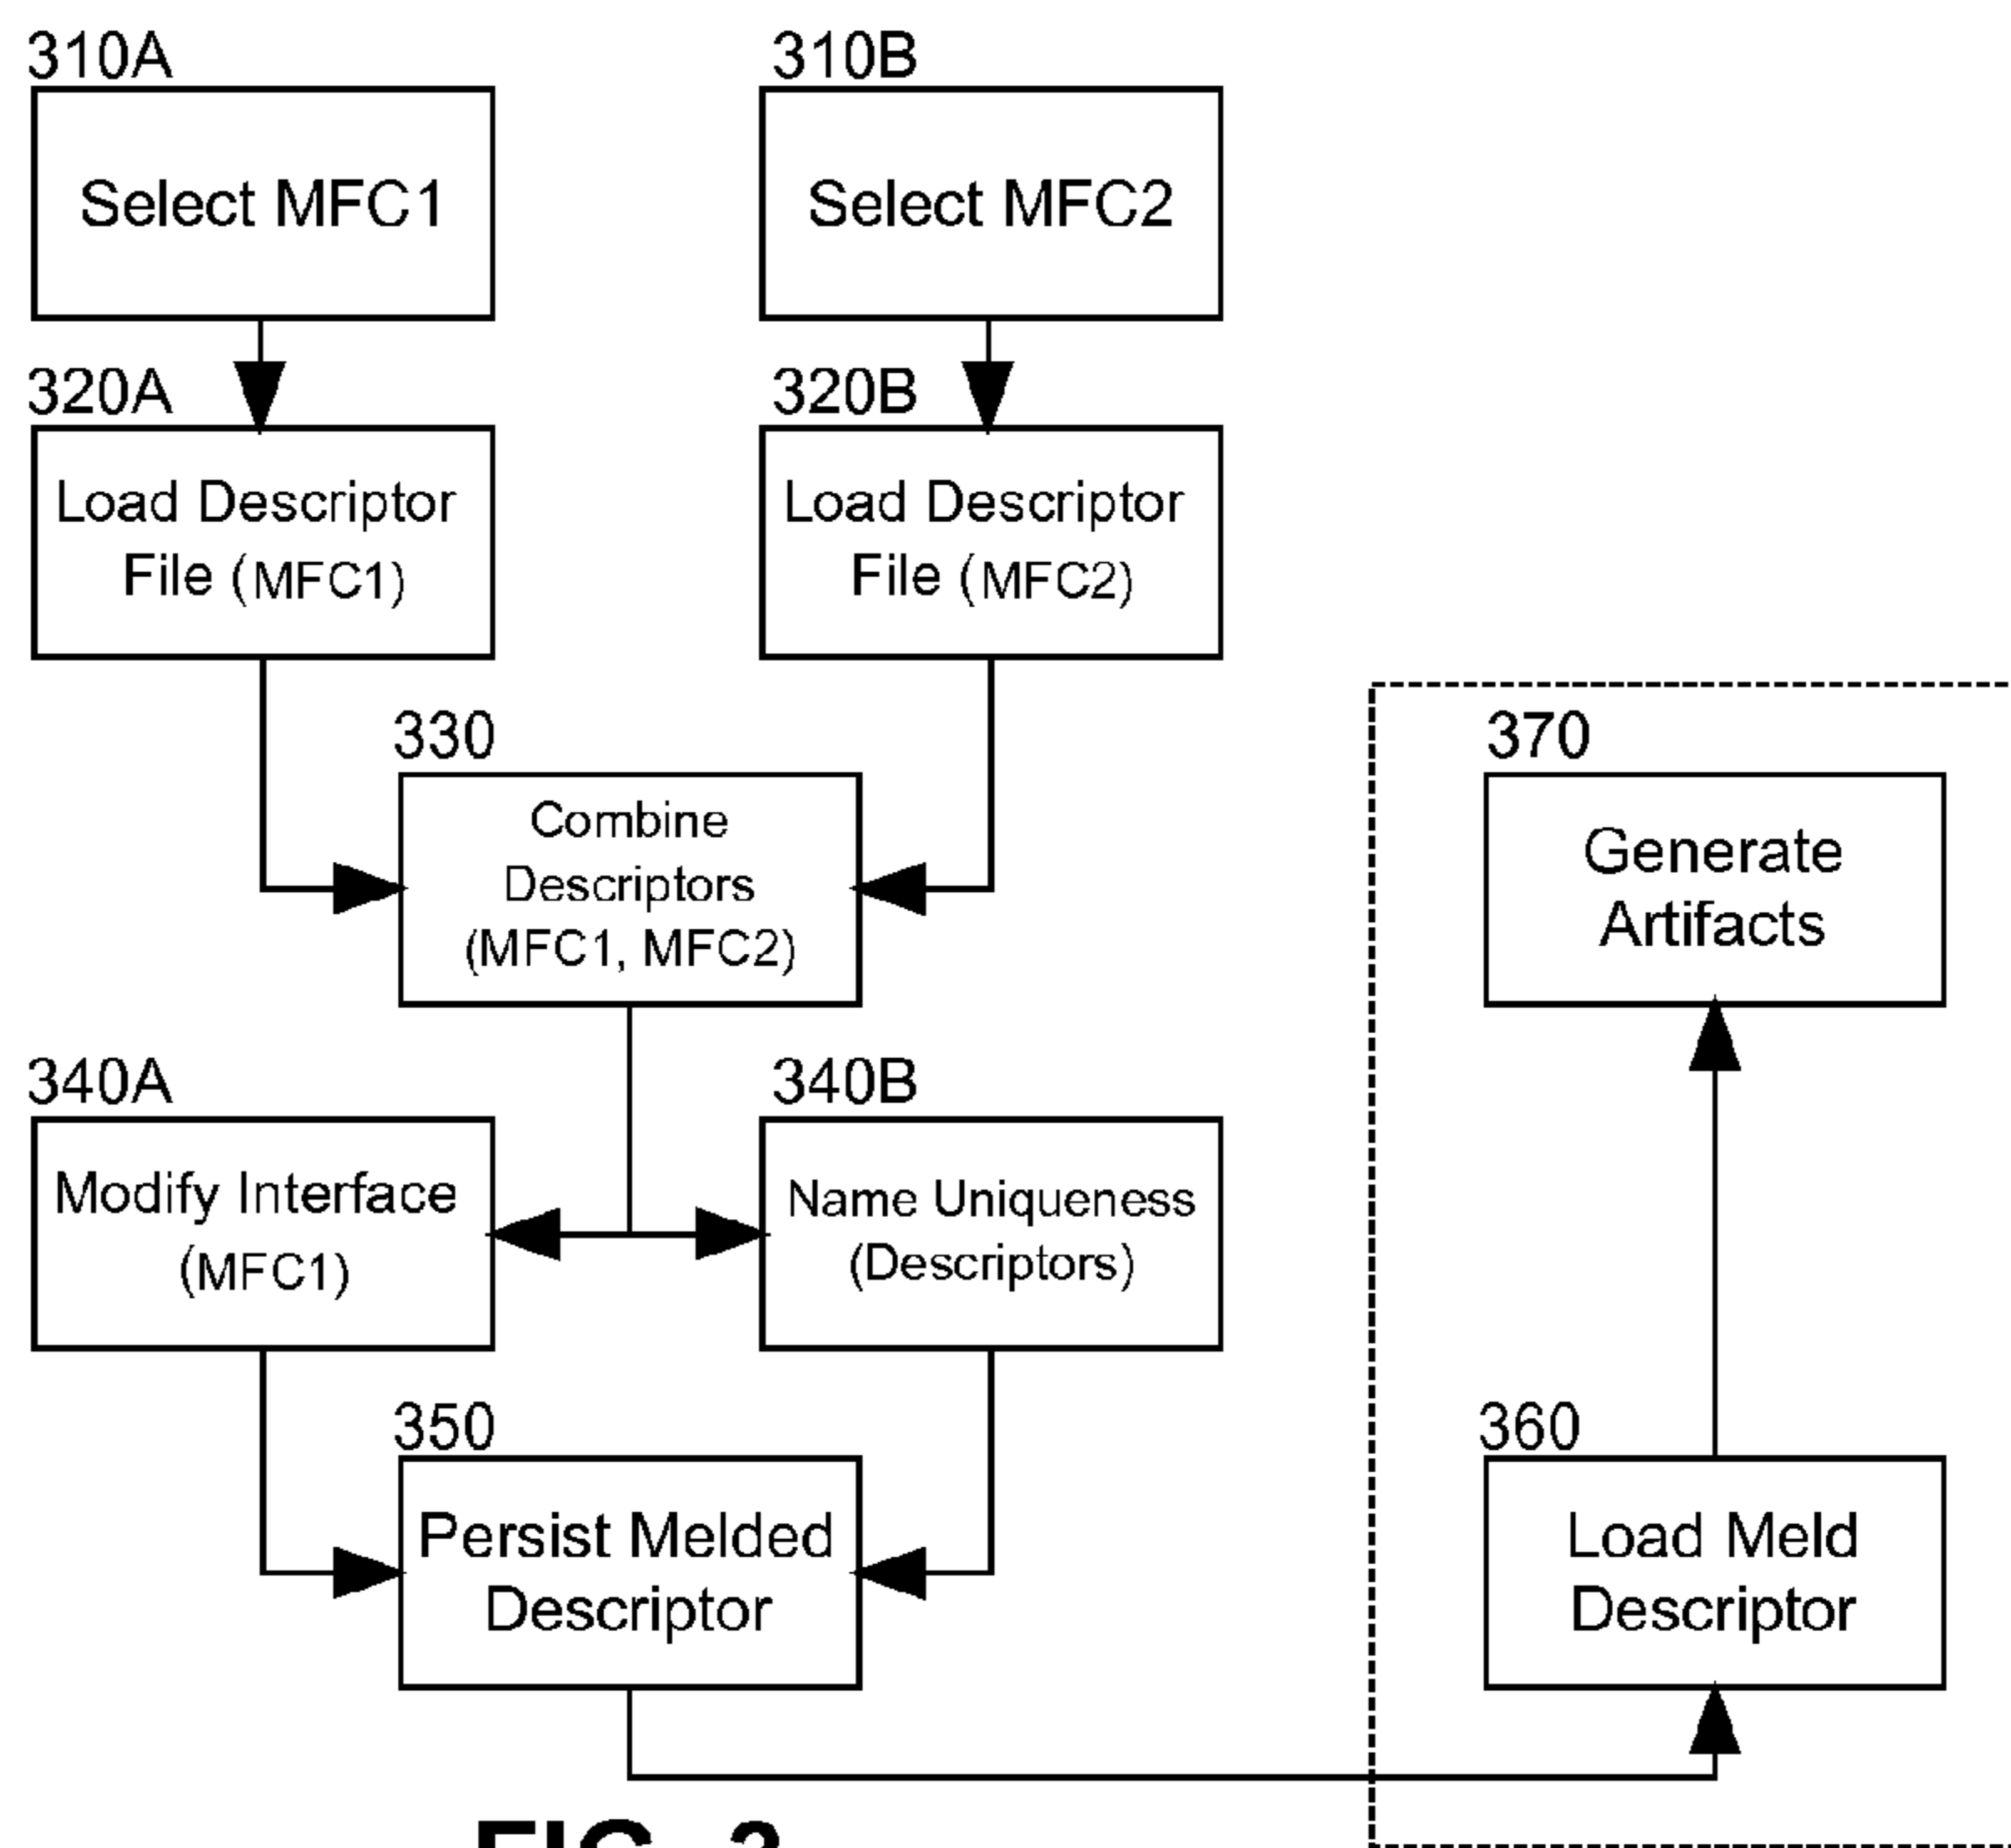 310A
Select MFC1
310B
Select MFC2
320A
Load Descriptor
File (MFC1)
320B
Load Descriptor
File (MFC2)
330
Combine
Descriptors
(MFC1, MFC2)
340A
Modify Interface
(MFC1)
340B
Name Uniqueness
(Descriptors)
350
Persist Melded
Descriptor
370
Generate
Artifacts
360
Load Meld
Descriptor